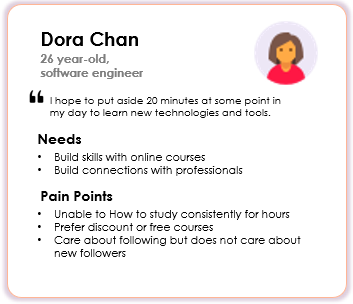 Dora Chan
26 year-old,
software engineer
“ I hope to put aside 20 minutes at some point in
my day to learn new technologies and tools.
Needs
• Build skills with online courses
• Build connections with professionals
Pain Points
• Unable to How to study consistently for hours
• Prefer discount or free courses
• Care about following but does not care about
new followers